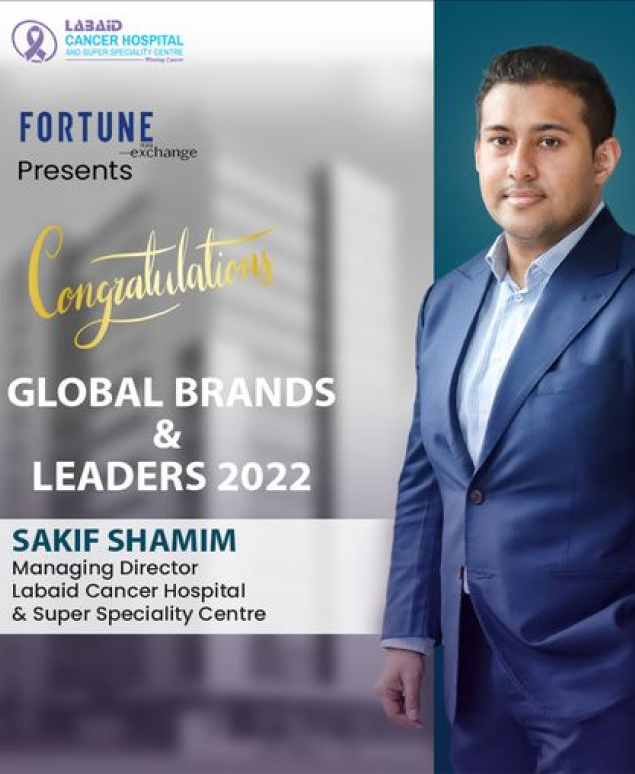 LABAID
CANCER HOSPITAL
AND SUPER SPECIALITY CENTRE
Winning Cancer
FORTUNE
exchange
Presents
Congratulations
GLOBAL BRANDS
&
LEADERS 2022
SAKIF SHAMIM
Managing Director
Labaid Cancer Hospital
& Super Speciality Centre